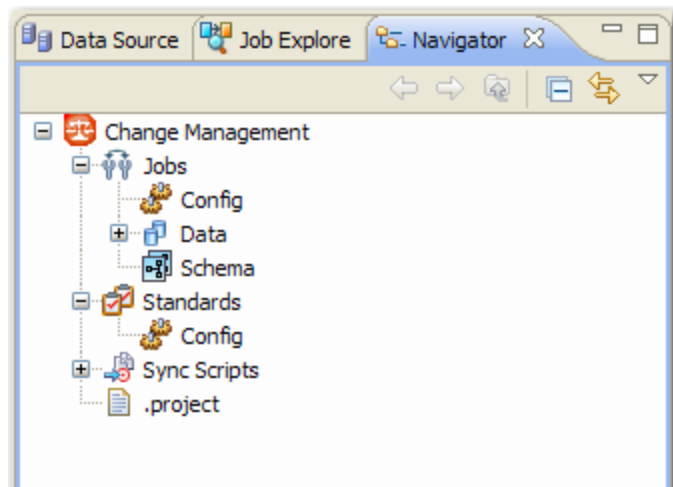 Data Source Job Explore Navigator
Change Management
Jobs
Config
Data
Schema
Standards
Config
Sync Scripts
.project